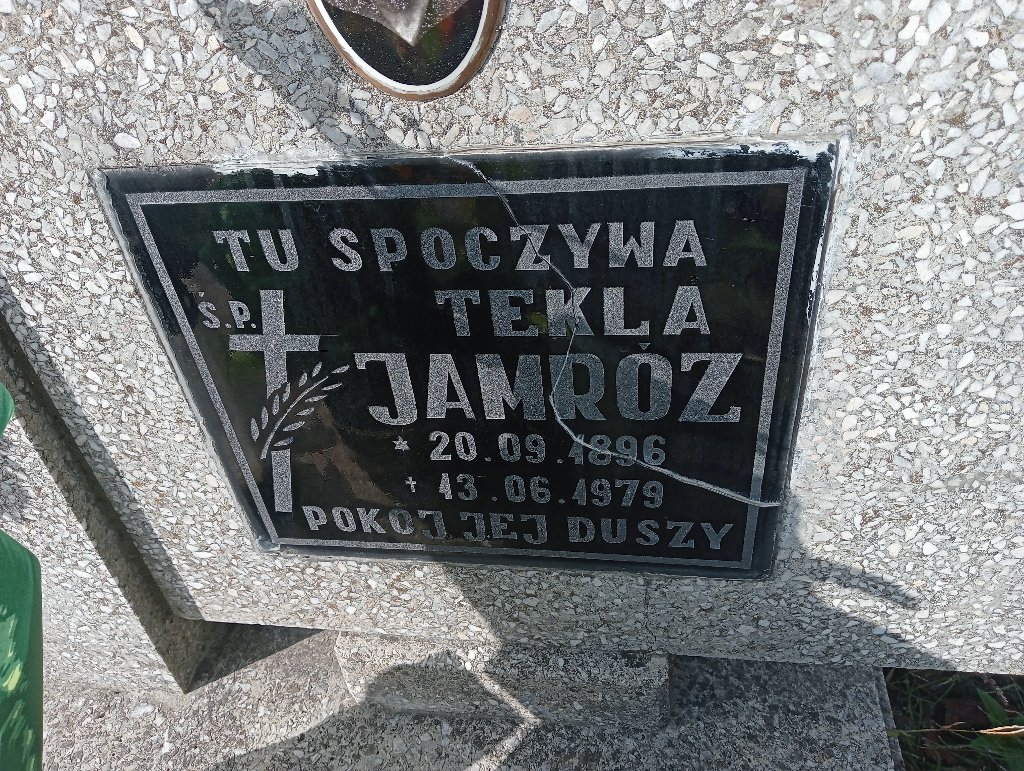 TU SPOCZYWA
Ś.P. TEKLA
JAMRÓZ
* 20.09.1896
† 13.06.1979
POKÓJ JEJ DUSZY